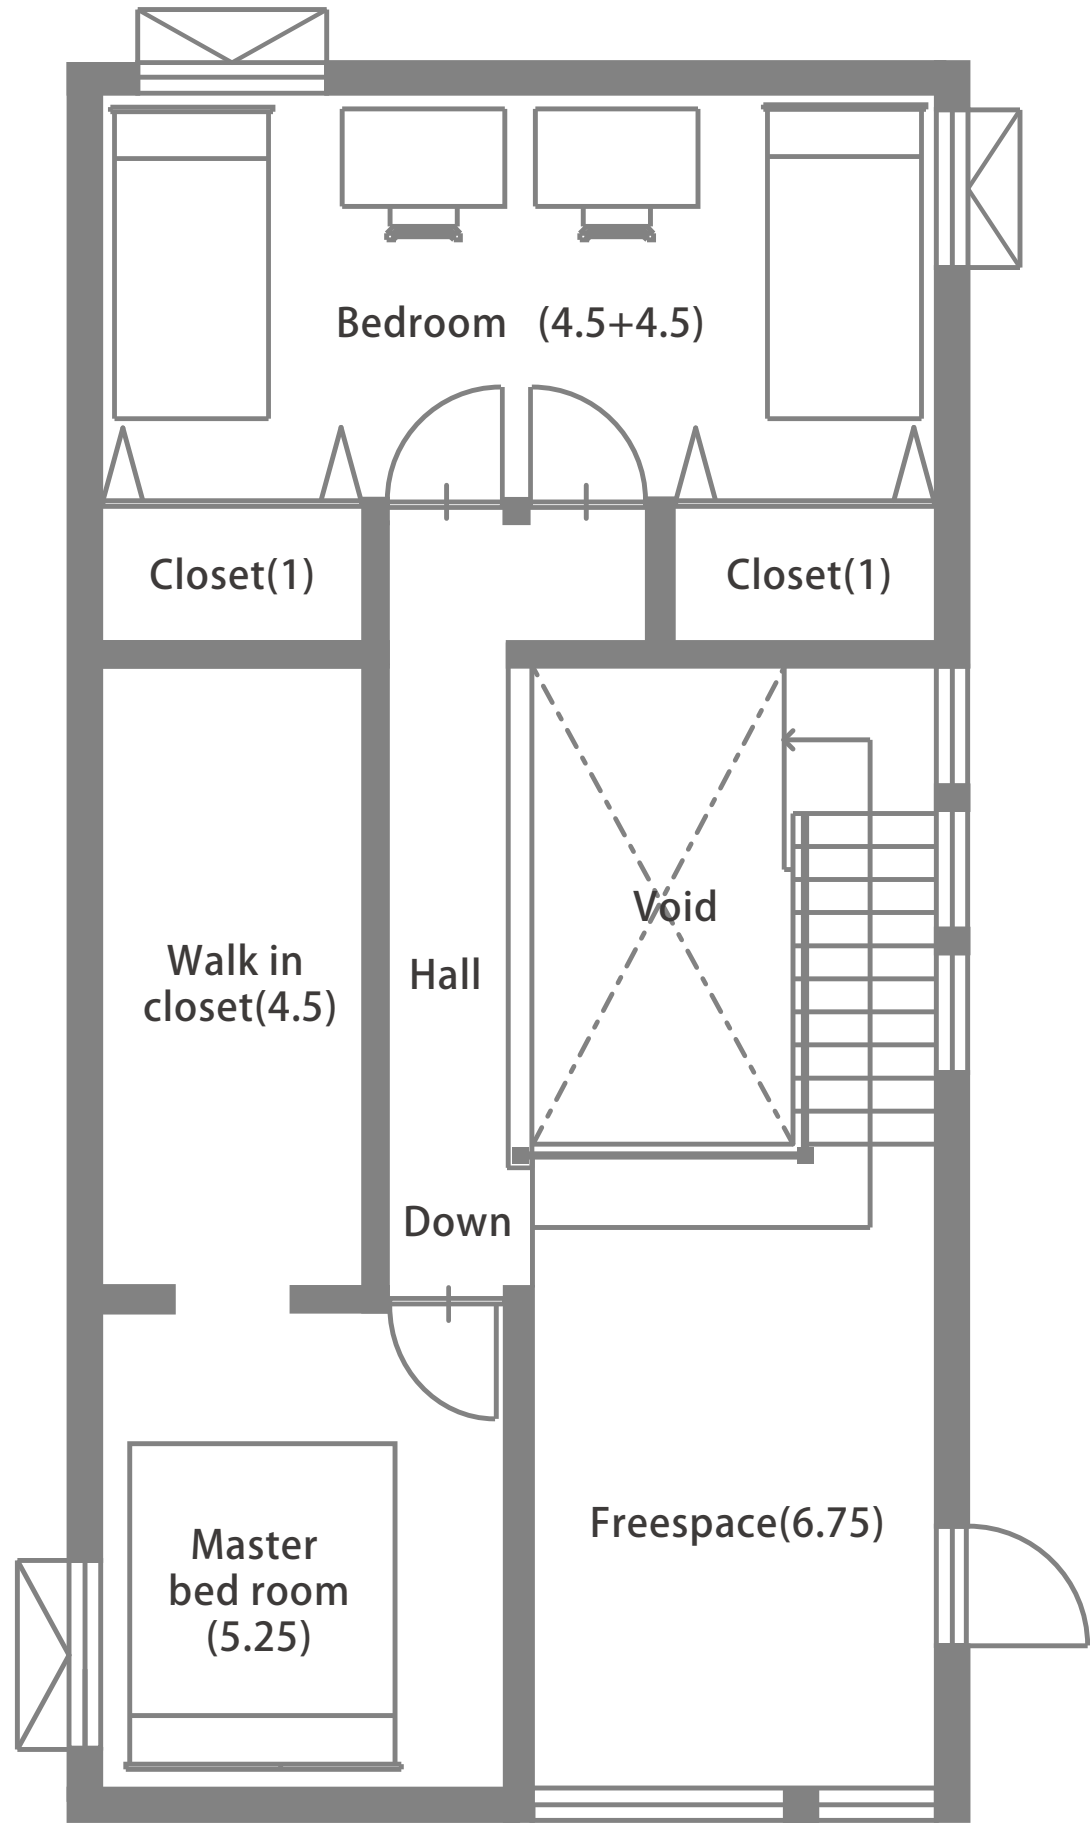 Bedroom (4.5+4.5)
Closet(1)
Closet(1)
Void
Walk in
closet(4.5)
Hall
Down
Freespace(6.75)
Master
bed room
(5.25)